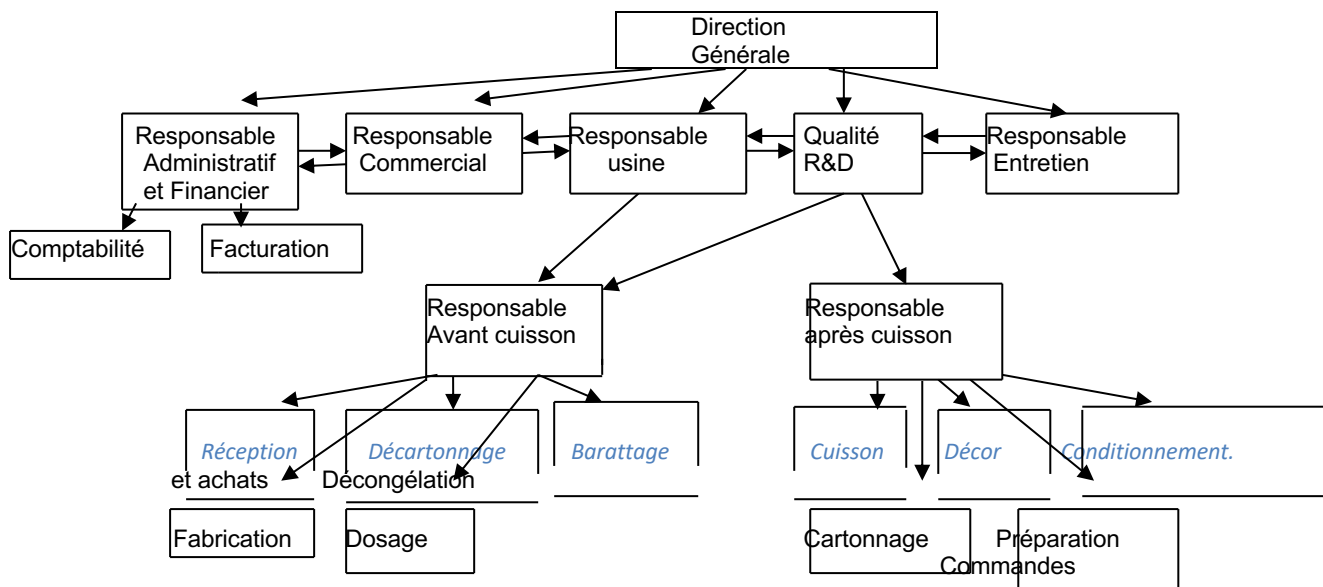 Direction
Générale
Responsable
Administratif
et Financier
Responsable
Commercial
Responsable
usine
Qualité
R&D
Responsable
Entretien
Comptabilité
Facturation
Responsable
Avant cuisson
Responsable
après cuisson
Réception
et achats
Décartonnage
Décongélation
Barattage
Cuisson
Décor
Conditionnement.
Fabrication
Dosage
Cartonnage
Préparation
Commandes